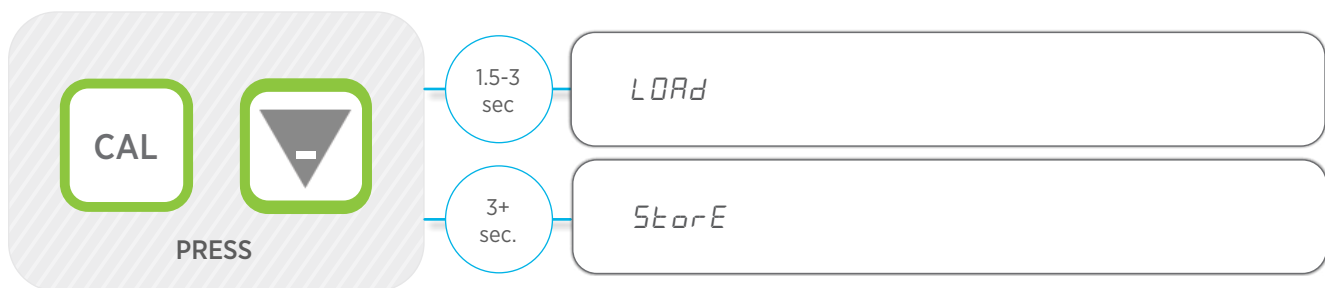 CAL
PRESS
1.5-3
sec
LOAd
3+
sec.
StorE